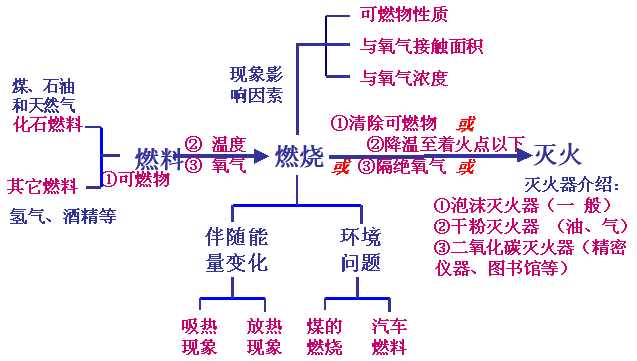 可燃物性质
与氧气接触面积
与氧气浓度
现象影
响因素
煤、石油
和天然气
化石燃料
其它燃料
氢气、酒精等
①可燃物
燃料
② 温度
③ 氧气
燃烧
①清除可燃物 或
②降温至着火点以下
或 ③隔绝氧气 或
灭火
灭火器介绍：
①泡沫灭火器（一 般）
②干粉灭火器 （油、气）
③二氧化碳灭火器（精密
仪器、图书馆等）
伴随能
量变化
环境
问题
吸热
现象
放热
现象
煤的
燃烧
汽车
燃料